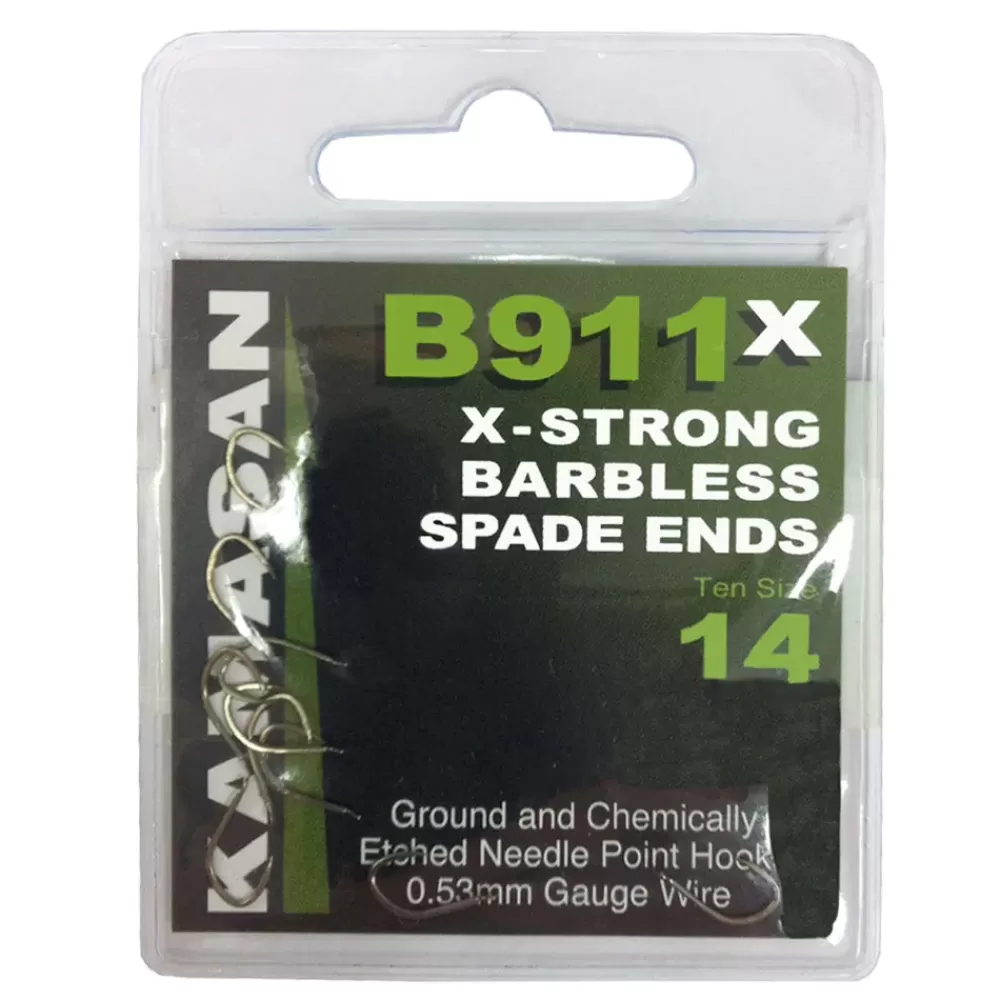 KAMASAN
B911X
X-STRONG
BARBLESS
SPADE ENDS
Ten Size
14
Ground and Chemically
Etched Needle Point Hook
0.53mm Gauge Wire